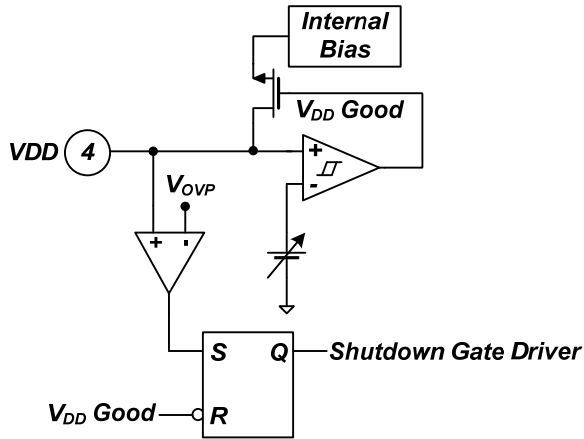 Internal
Bias
VDD Good
VDD 4
+
-
VOVP
+ -
S Q Shutdown Gate Driver
VDD Good R